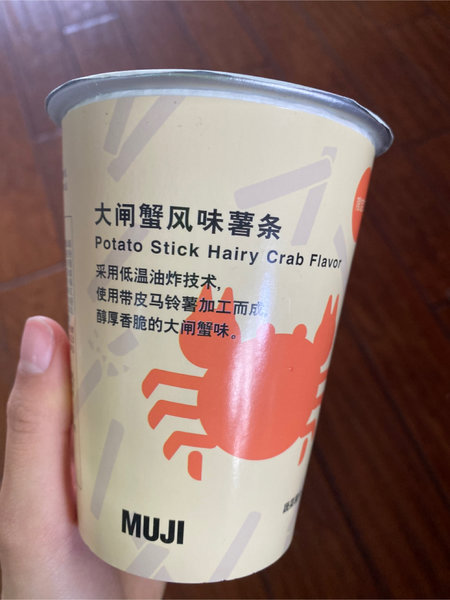 大闸蟹风味薯条
Potato Stick Hairy Crab Flavor
采用低温油炸技术,
使用带皮马铃薯加工而成,
醇厚香脆的大闸蟹味。
MUJI